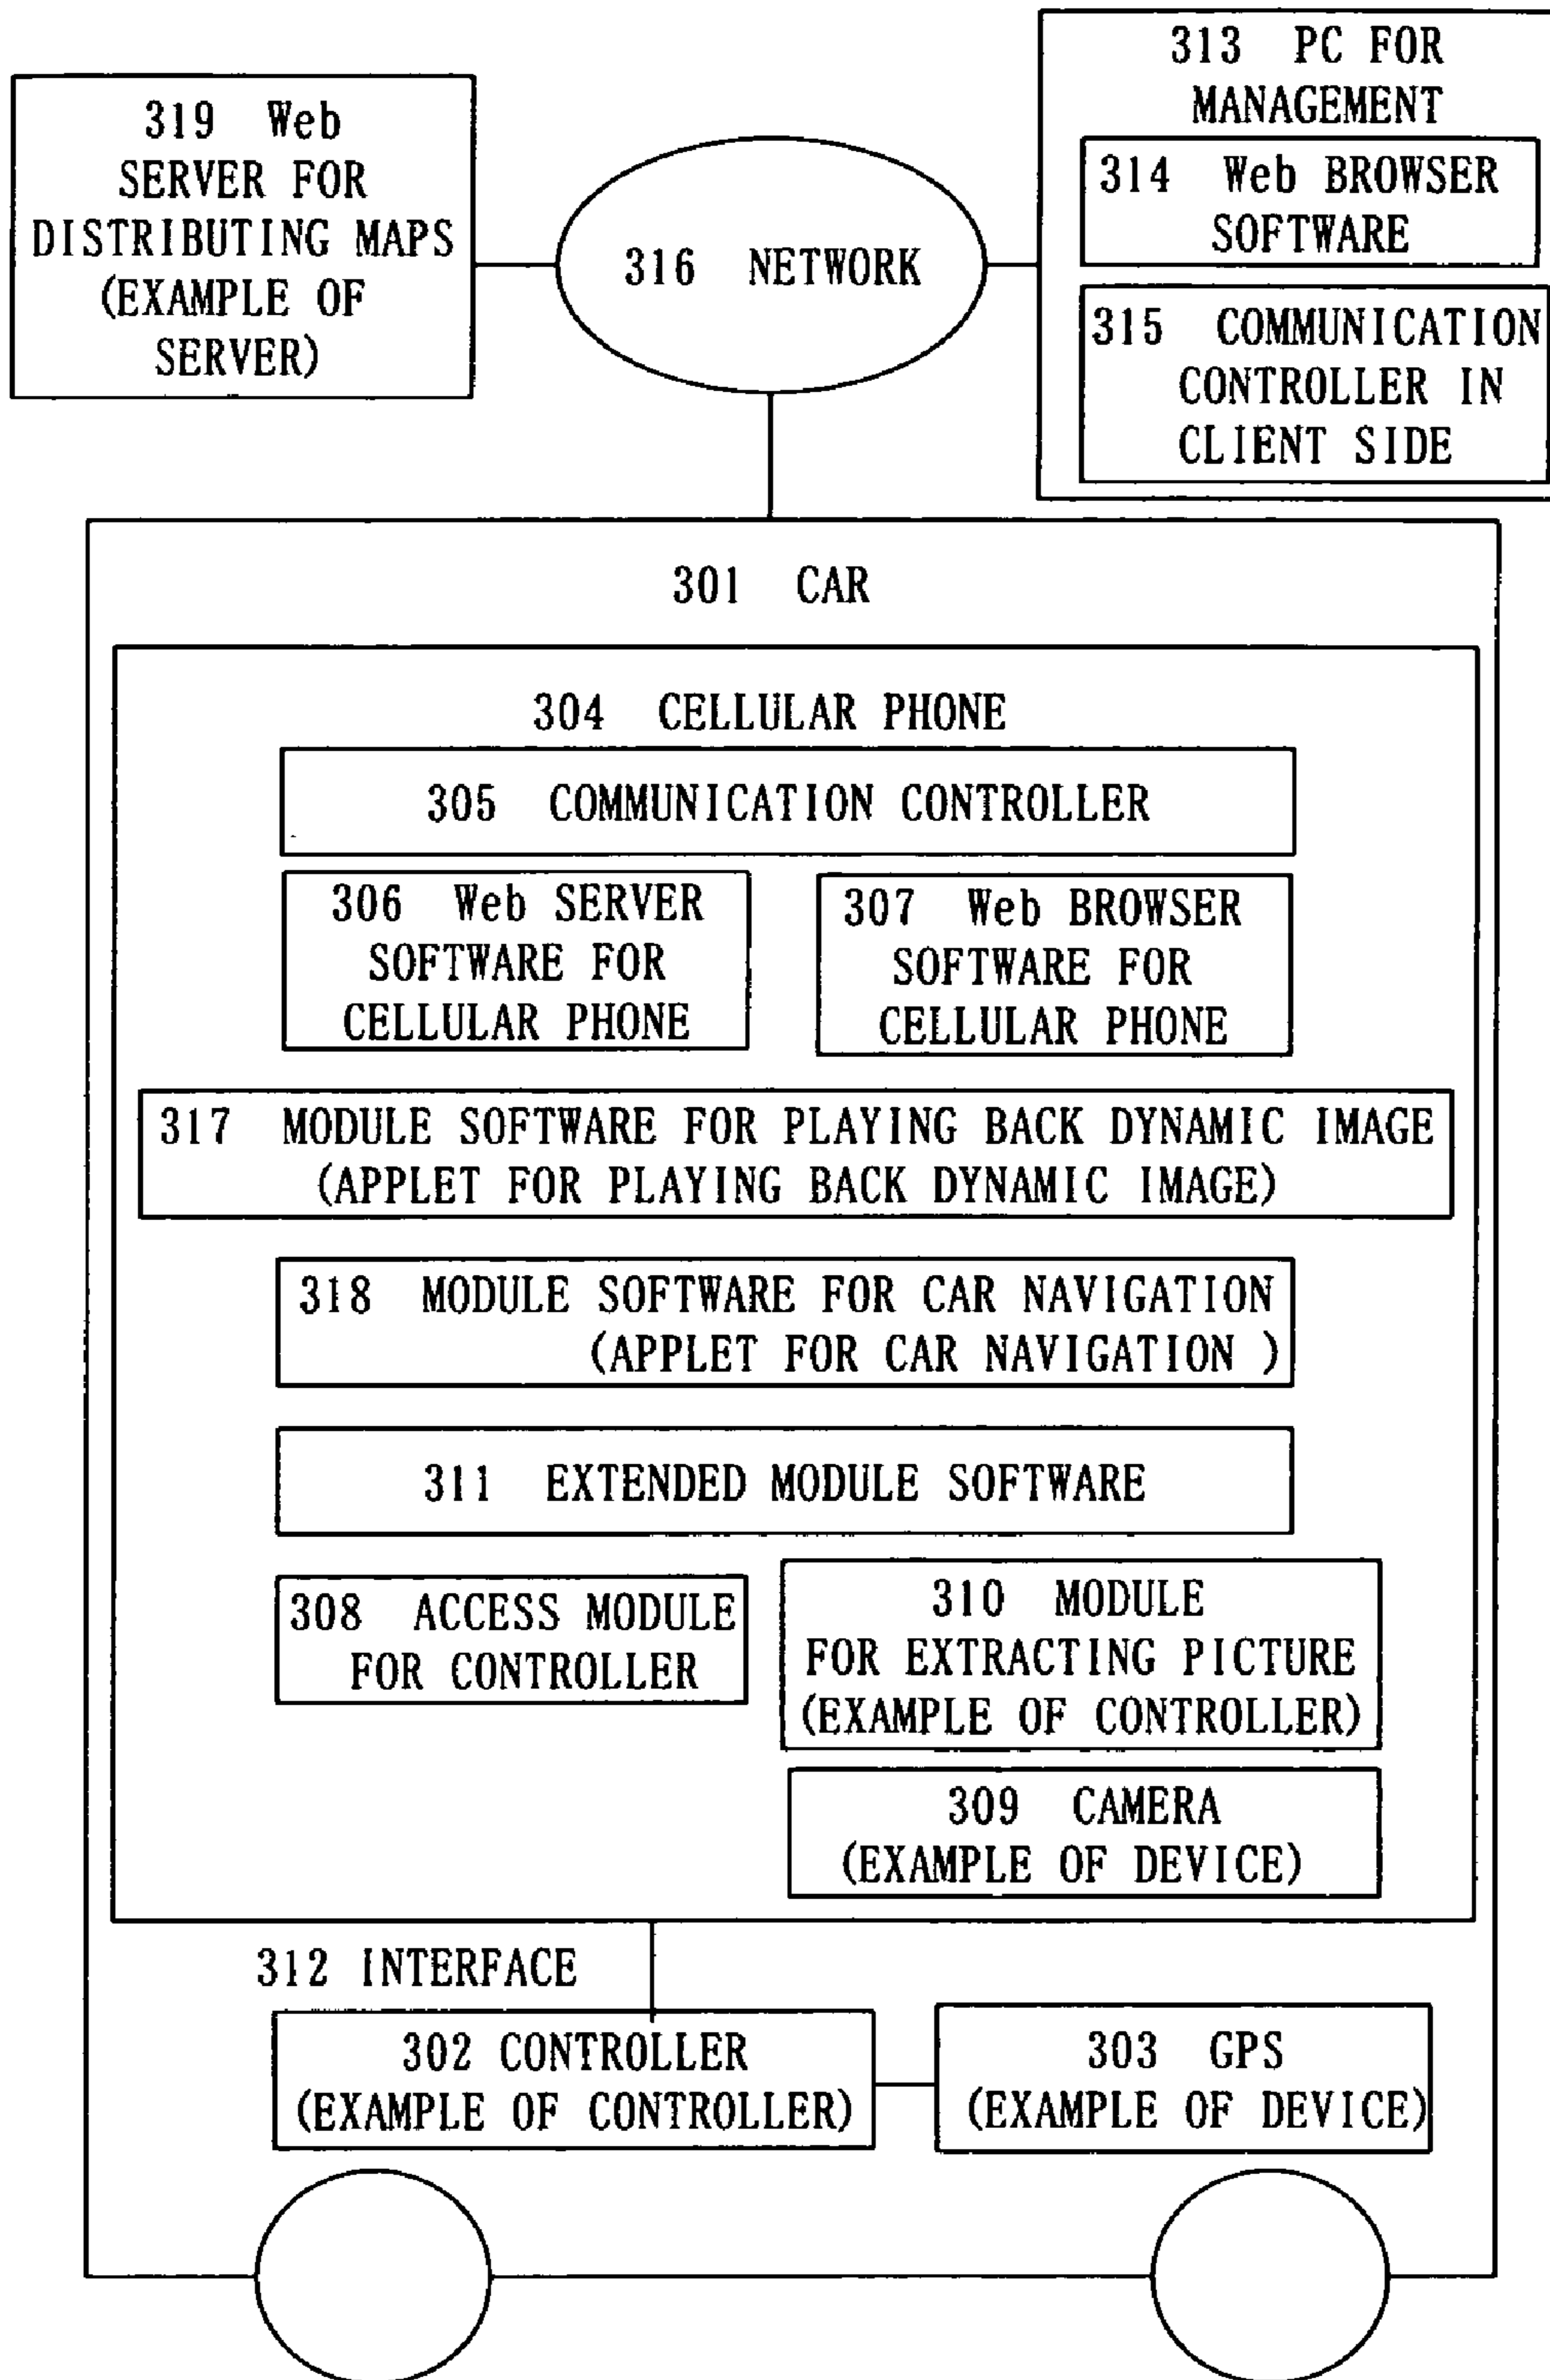 319 Web
SERVER FOR
DISTRIBUTING MAPS
(EXAMPLE OF
SERVER)
316 NETWORK
313 PC FOR
MANAGEMENT
314 Web BROWSER
SOFTWARE
315 COMMUNICATION
CONTROLLER IN
CLIENT SIDE
301 CAR
304 CELLULAR PHONE
305 COMMUNICATION CONTROLLER
306 Web SERVER
SOFTWARE FOR
CELLULAR PHONE
307 Web BROWSER
SOFTWARE FOR
CELLULAR PHONE
317 MODULE SOFTWARE FOR PLAYING BACK DYNAMIC IMAGE
(APPLET FOR PLAYING BACK DYNAMIC IMAGE)
318 MODULE SOFTWARE FOR CAR NAVIGATION
(APPLET FOR CAR NAVIGATION )
311 EXTENDED MODULE SOFTWARE
308 ACCESS MODULE
FOR CONTROLLER
310 MODULE
FOR EXTRACTING PICTURE
(EXAMPLE OF CONTROLLER)
309 CAMERA
(EXAMPLE OF DEVICE)
312 INTERFACE
302 CONTROLLER
(EXAMPLE OF CONTROLLER)
303 GPS
(EXAMPLE OF DEVICE)